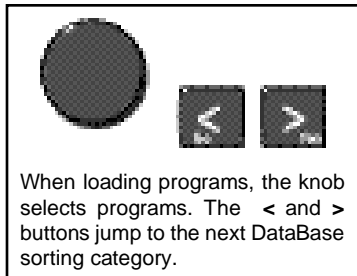 < >
When loading programs, the knob
selects programs. The < and >
buttons jump to the next DataBase
sorting category.